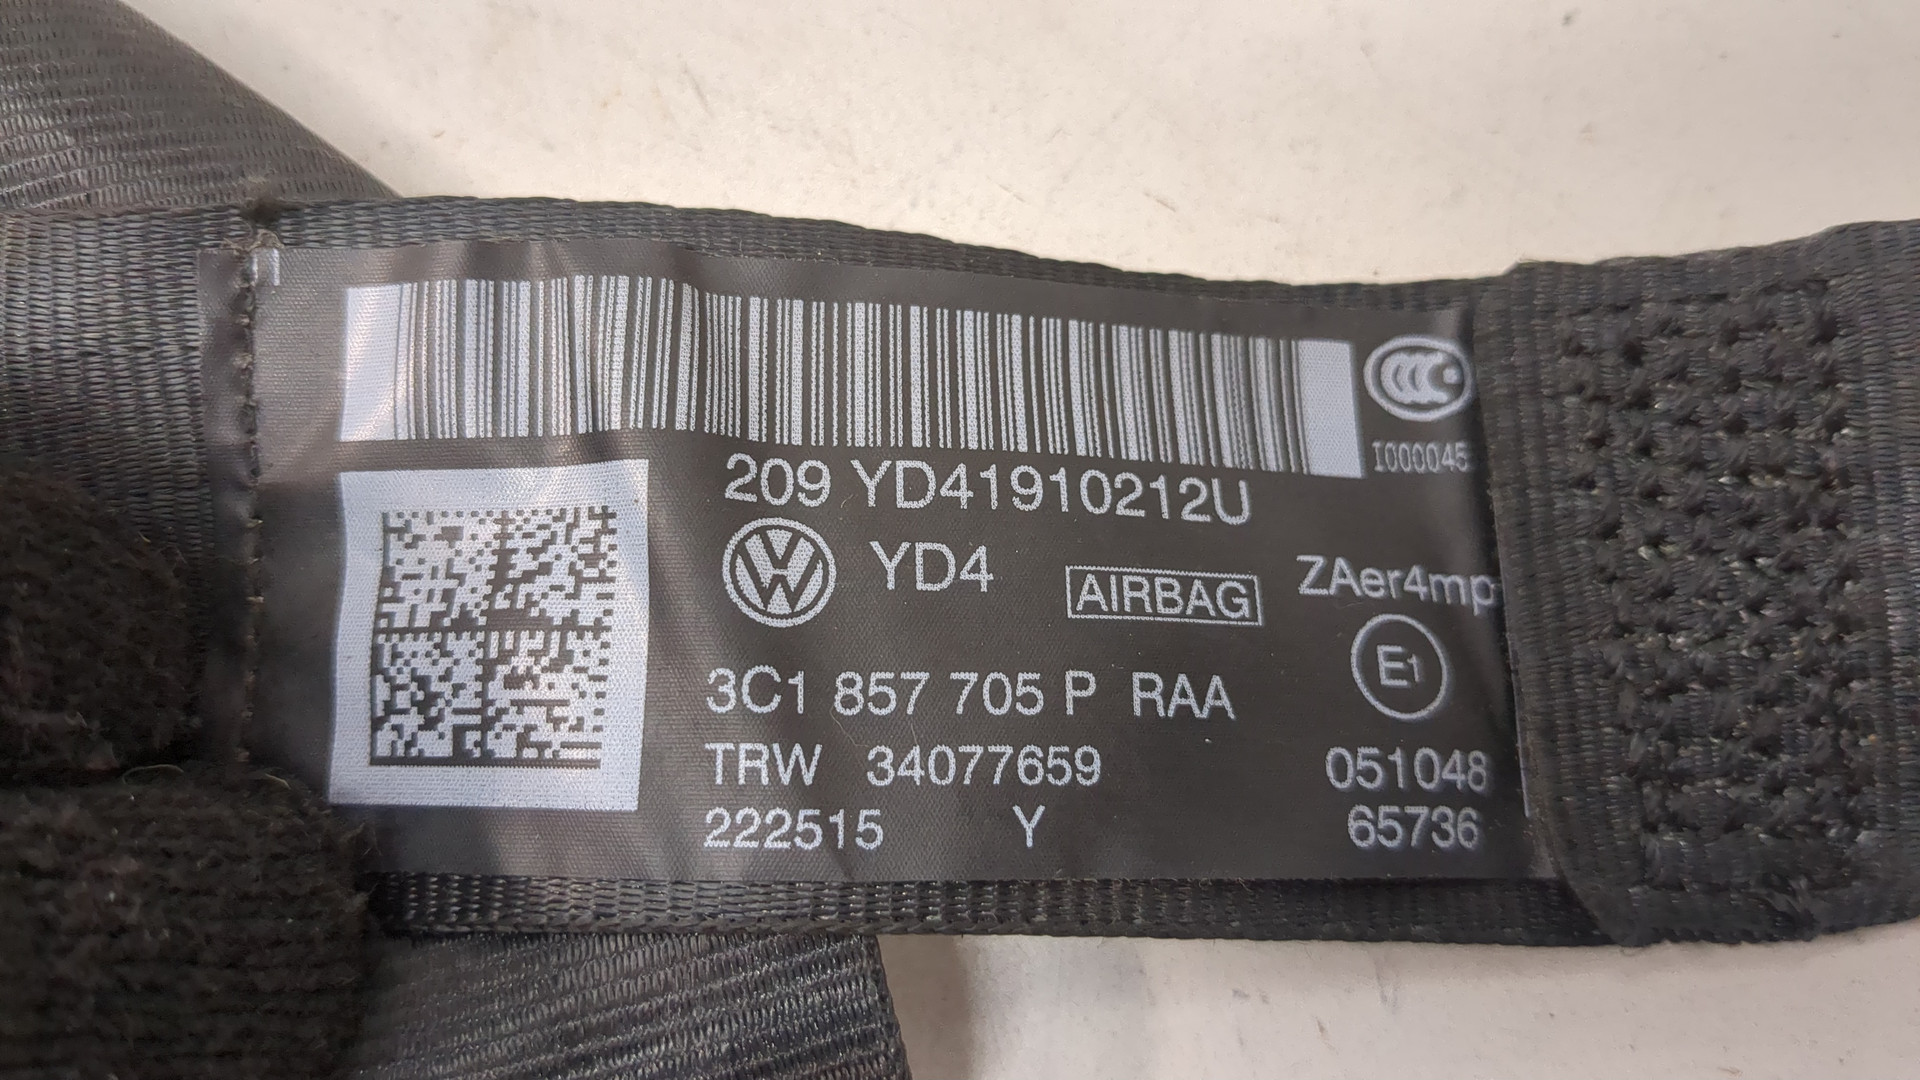 I000045
209 YD41910212U
YD4
AIRBAG
ZAer4mp
E1
3C1 857 705 P RAA
TRW 34077659
051048
222515 Y
65736